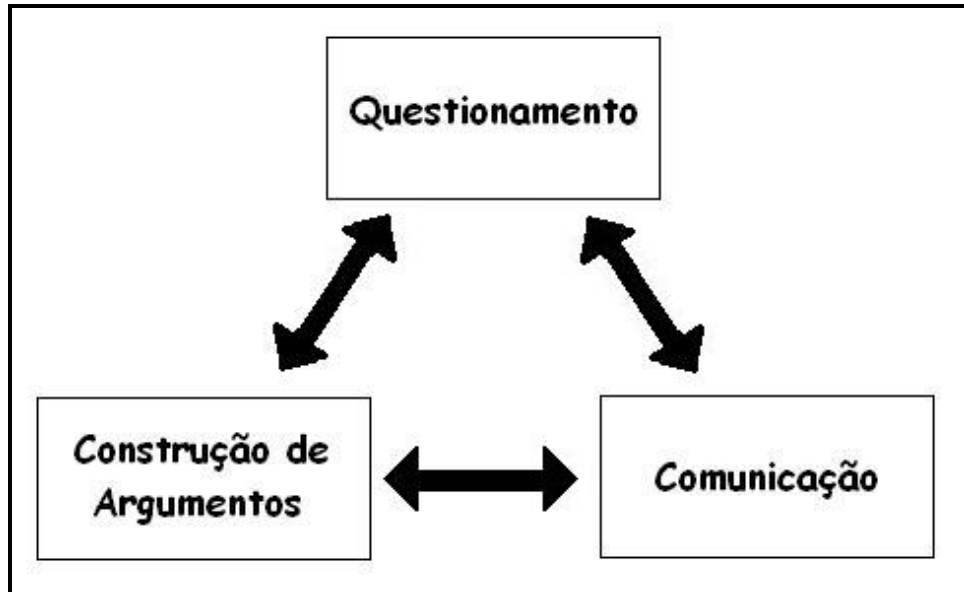 Questionamento
Construção de
Argumentos
Comunicação